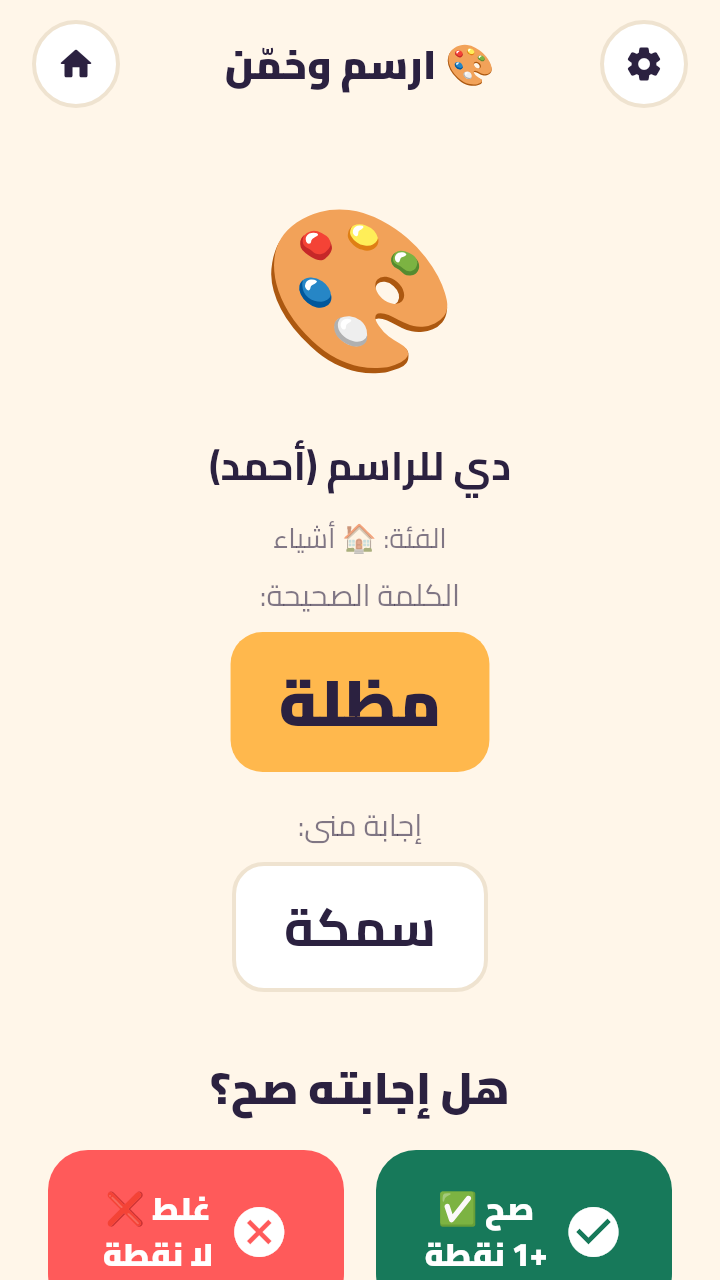 🎨 ارسم وخمّن
دي للراسم (أحمد)
الفئة: 🏠 أشياء
الكلمة الصحيحة:
مظلة
إجابة منى:
سمكة
هل إجابته صح؟
صح ✅
+1 نقطة
غلط ❌
لا نقطة